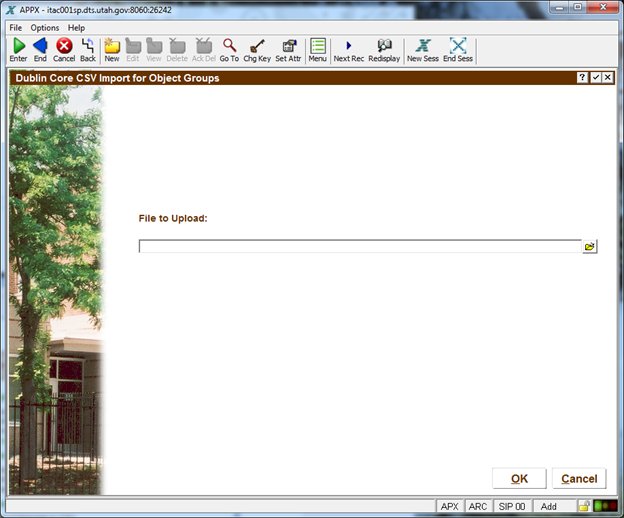 APPX - itac001sp.dts.utah.gov:8060:26242
File Options Help
Enter End Cancel Back New Edit View Delete Ack Del Go To Chg Key Set Attr Menu Next Rec Redisplay New Sess End Sess
Dublin Core CSV Import for Object Groups
File to Upload:
OK Cancel
APX ARC SIP 00 Add